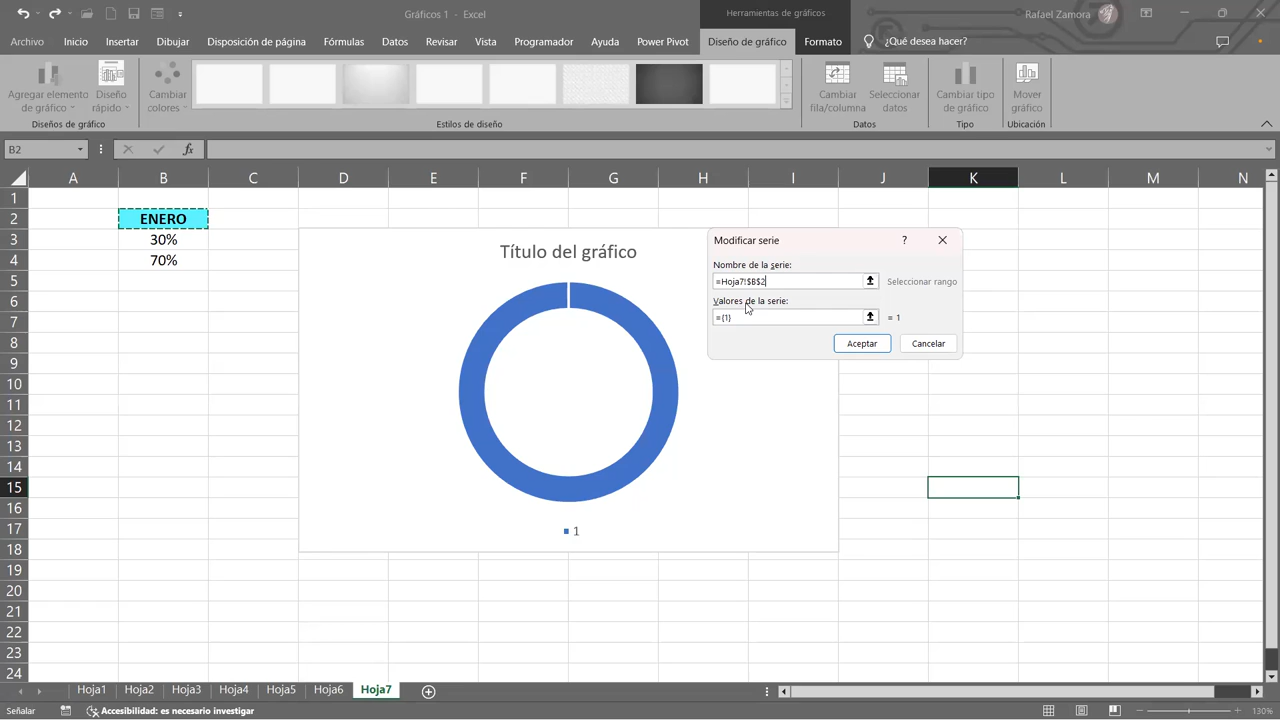 Gráficos 1 - Excel
Herramientas de gráficos
Rafael Zamora
Archivo Inicio Insertar Dibujar Disposición de página Fórmulas Datos Revisar Vista Programador Ayuda Power Pivot Diseño de gráfico Formato ¿Qué desea hacer?
Agregar elemento de gráfico
Diseño rápido
Cambiar colores
Cambiar fila/columna
Seleccionar datos
Cambiar tipo de gráfico
Mover gráfico
Diseños de gráfico
Estilos de diseño
Datos
Tipo
Ubicación
B2
fx
A B C D E F G H I J K L M N
1
2 ENERO
3 30%
4 70%
5
6
7
8
9
10
11
12
13
14
15
16
17
18
19
20
21
22
23
24
Título del gráfico
1
Modificar serie
?
Nombre de la serie:
=Hoja7!$B$2
Seleccionar rango
Valores de la serie:
={1}
= 1
Aceptar
Cancelar
Hoja1 Hoja2 Hoja3 Hoja4 Hoja5 Hoja6 Hoja7
Señalar
Accesibilidad: es necesario investigar
130%